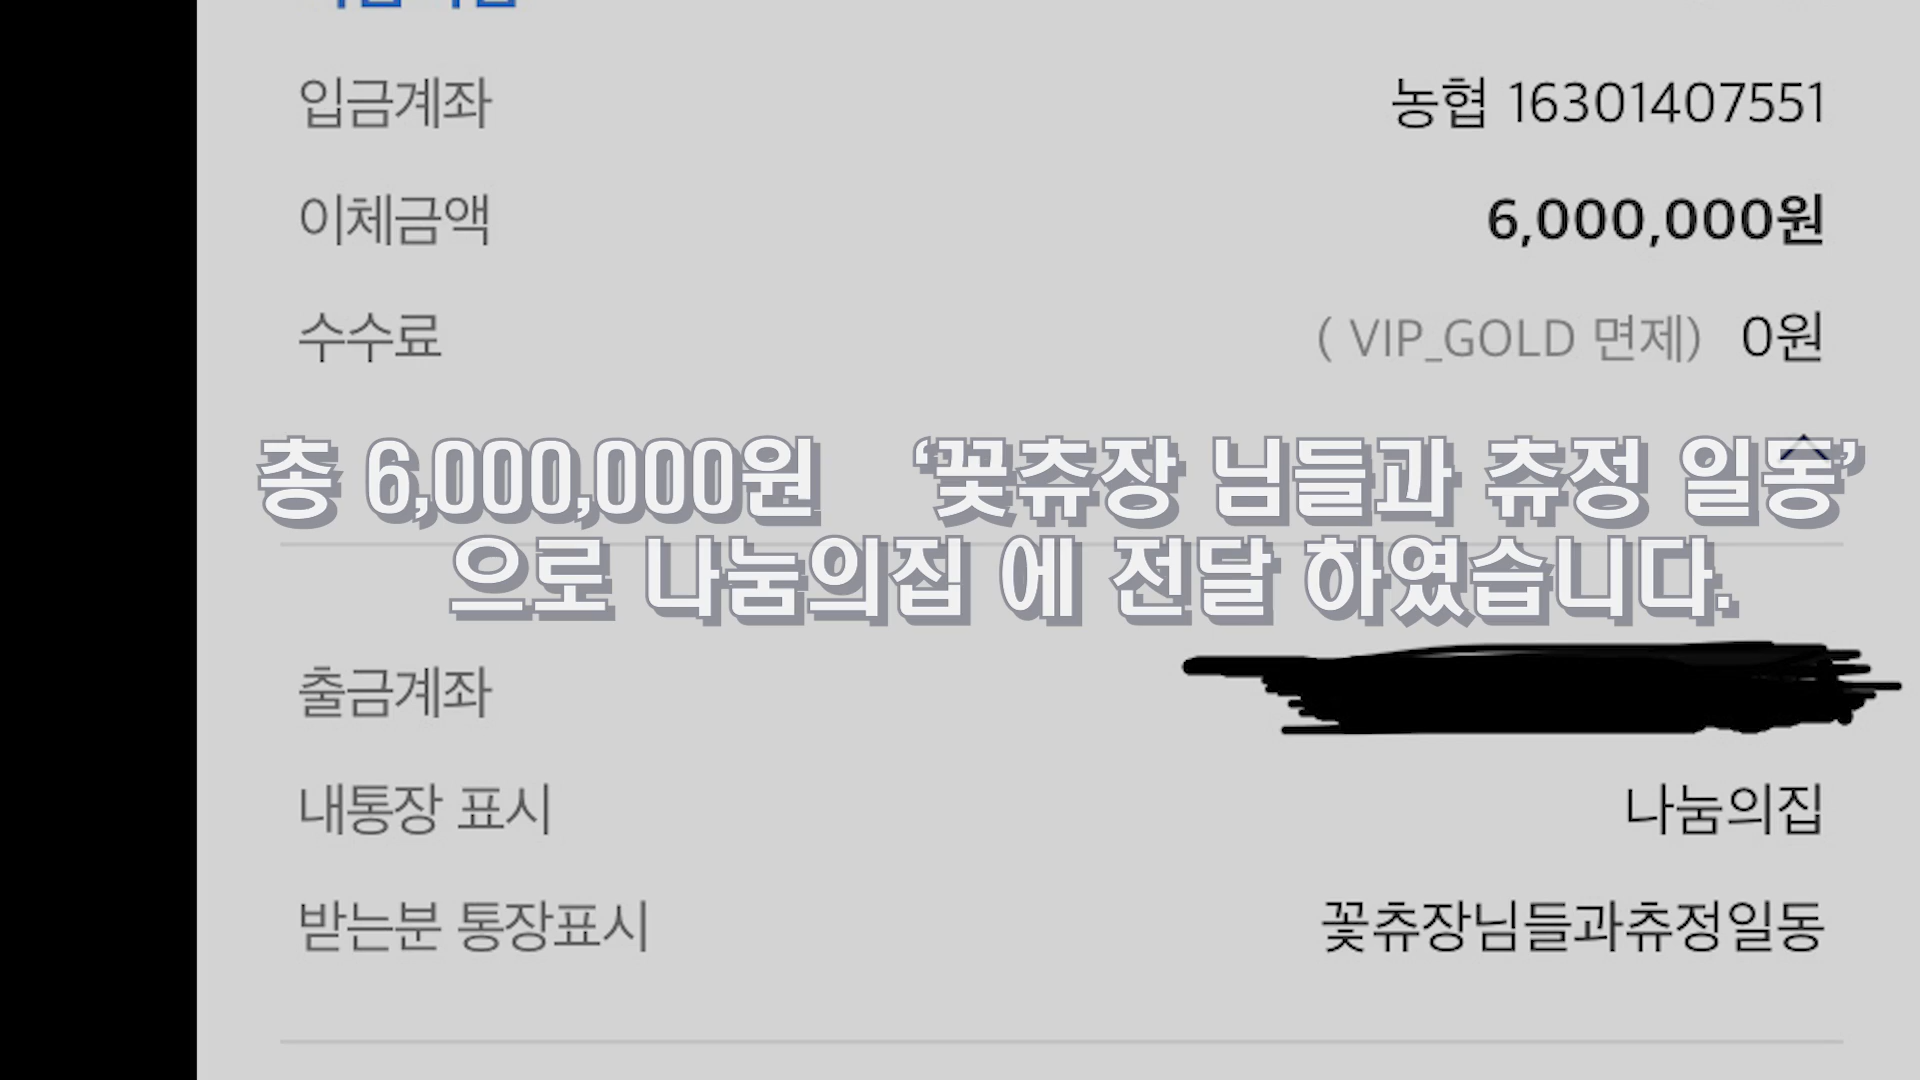 입금계좌 농협 16301407551
이체금액 6,000,000원
수수료 ( VIP_GOLD 면제) 0원
총 6,000,000원 ‘꽃츄장 님들과 츄정 일동’
으로 나눔의집 에 전달 하였습니다.
출금계좌
내통장 표시 나눔의집
받는분 통장표시 꽃츄장님들과츄정일동